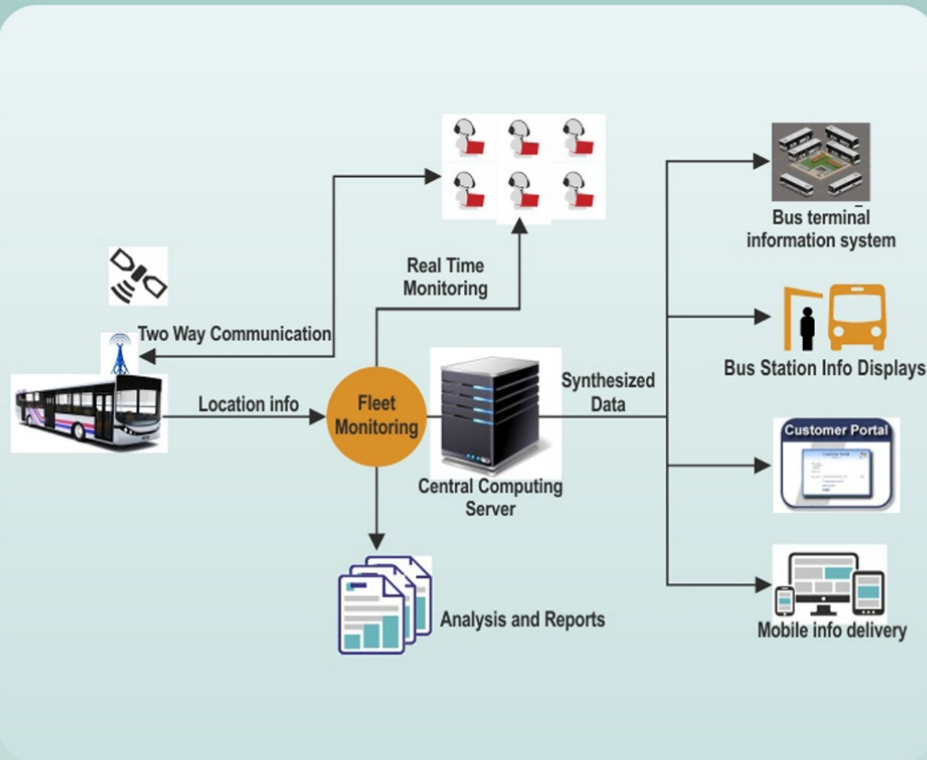 Real Time
Monitoring
Bus terminal
information system
Two Way Communication
Location info
Fleet
Monitoring
Synthesized
Data
Bus Station Info Displays
Customer Portal
Central Computing
Server
Analysis and Reports
Mobile info delivery